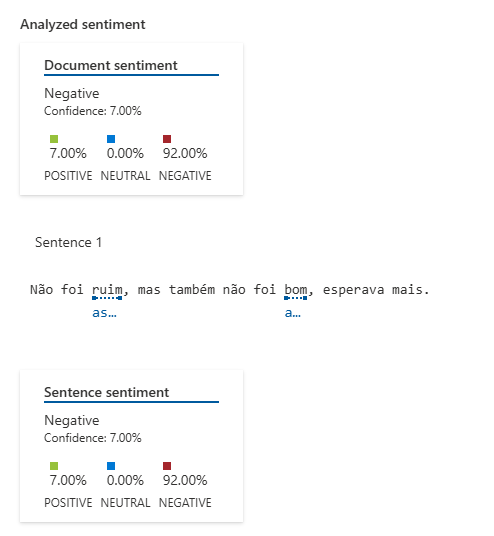 Analyzed sentiment
Document sentiment
Negative
Confidence: 7.00%
7.00% 0.00% 92.00%
POSITIVE NEUTRAL NEGATIVE
Sentence 1
Não foi ruim, mas também não foi bom, esperava mais.
as… a…
Sentence sentiment
Negative
Confidence: 7.00%
7.00% 0.00% 92.00%
POSITIVE NEUTRAL NEGATIVE